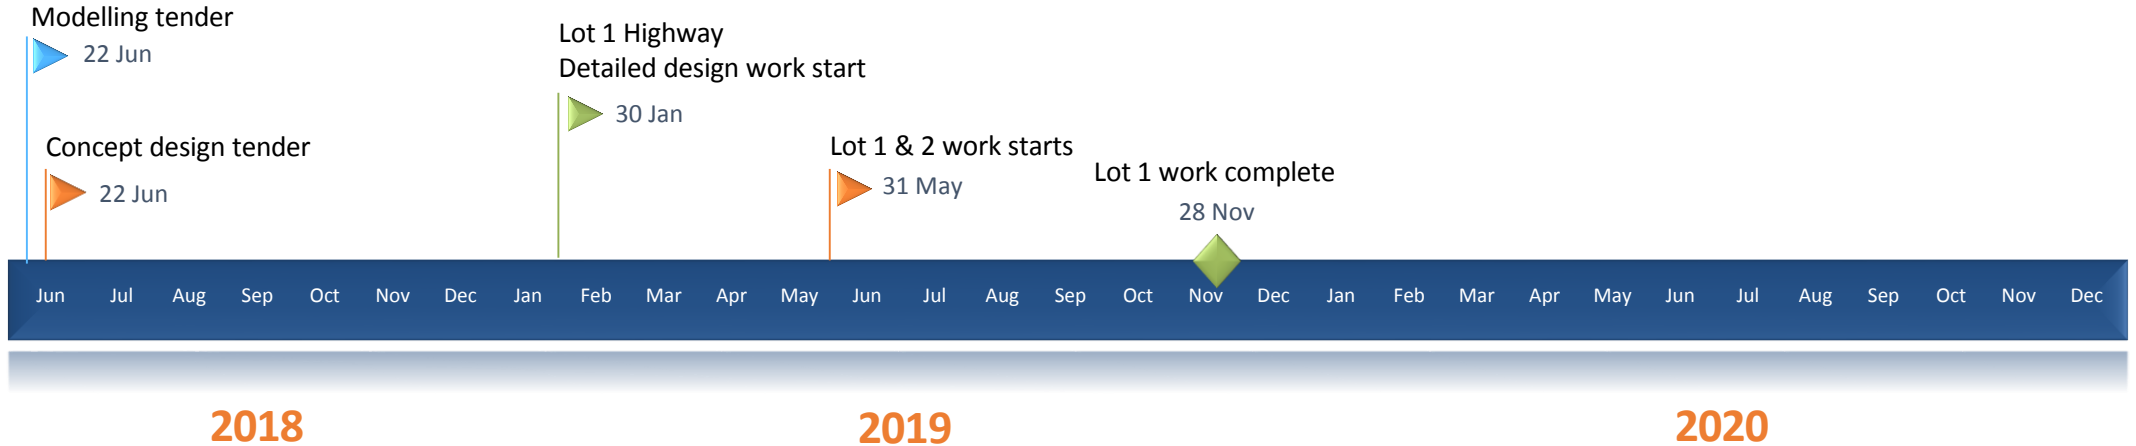 Modelling tender
22 Jun
Concept design tender
22 Jun
Lot 1 Highway
Detailed design work start
30 Jan
Lot 1 & 2 work starts
31 May
Lot 1 work complete
28 Nov
Jun Jul Aug Sep Oct Nov Dec Jan Feb Mar Apr May Jun Jul Aug Sep Oct Nov Dec Jan Feb Mar Apr May Jun Jul Aug Sep Oct Nov Dec
2018 2019 2020